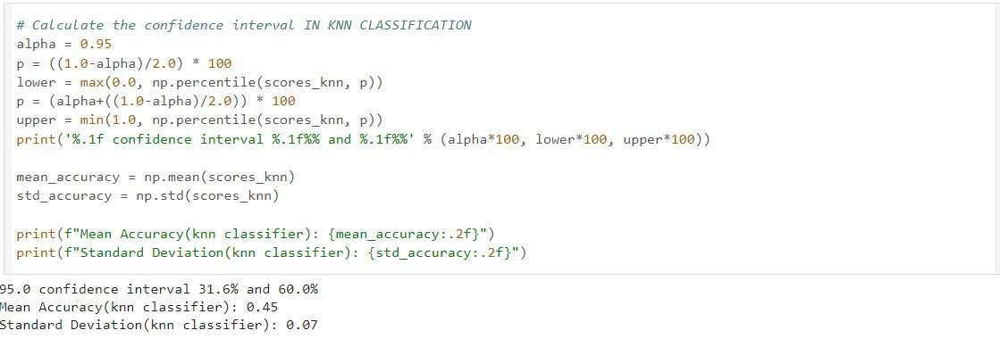 # Calculate the confidence interval IN KNN CLASSIFICATION
alpha = 0.95
p = ((1.0-alpha)/2.0) * 100
lower = max(0.0, np.percentile(scores_knn, p))
p = (alpha+((1.0-alpha)/2.0)) * 100
upper = min(1.0, np.percentile(scores_knn, p))
print('%.1f confidence interval %.1f%% and %.1f%%' % (alpha*100, lower*100, upper*100))
mean_accuracy = np.mean(scores_knn)
std_accuracy = np.std(scores_knn)
print(f"Mean Accuracy(knn classifier): {mean_accuracy:.2f}")
print(f"Standard Deviation(knn classifier): {std_accuracy:.2f}")
95.0 confidence interval 31.6% and 60.0%
Mean Accuracy(knn classifier): 0.45
Standard Deviation(knn classifier): 0.07